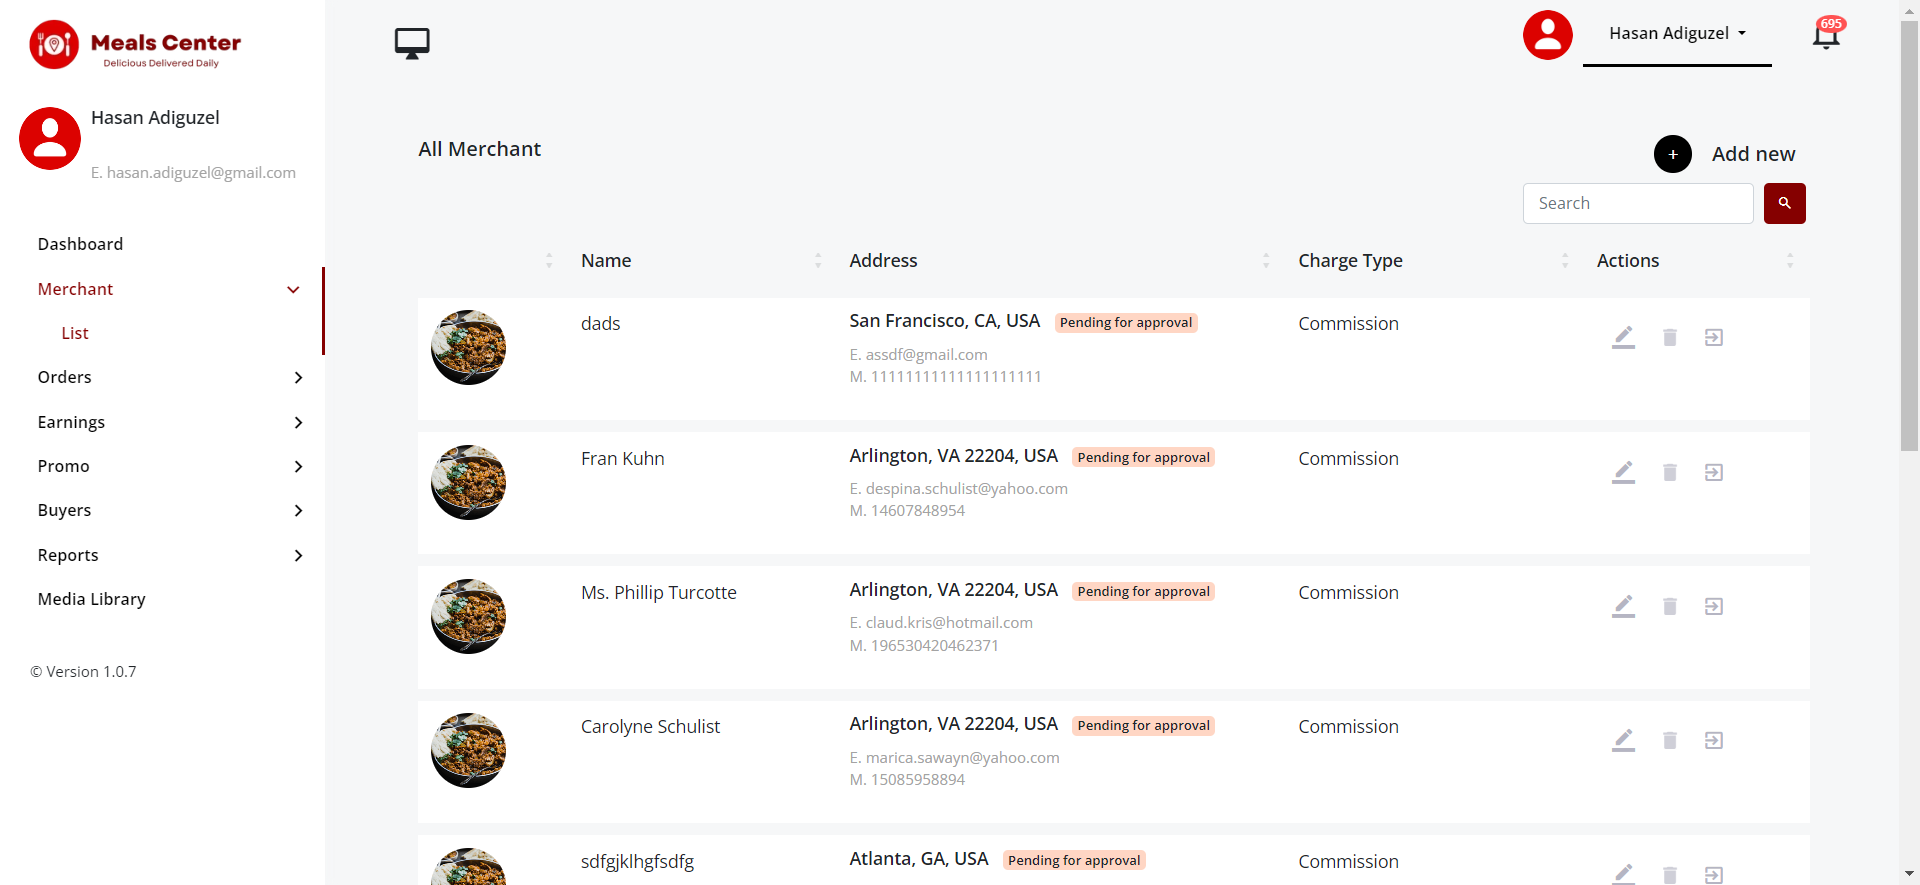 Meals Center
Delicious Delivered Daily
Hasan Adiguzel
E. hasan.adiguzel@gmail.com
Dashboard
Merchant
List
Orders
Earnings
Promo
Buyers
Reports
Media Library
© Version 1.0.7
Hasan Adiguzel
695
All Merchant
+ Add new
Search
Name Address Charge Type Actions
dads San Francisco, CA, USA Pending for approval Commission
E. assdf@gmail.com
M. 11111111111111111111
Fran Kuhn Arlington, VA 22204, USA Pending for approval Commission
E. despina.schulist@yahoo.com
M. 14607848954
Ms. Phillip Turcotte Arlington, VA 22204, USA Pending for approval Commission
E. claud.kris@hotmail.com
M. 196530420462371
Carolyne Schulist Arlington, VA 22204, USA Pending for approval Commission
E. marica.sawayn@yahoo.com
M. 15085958894
sdfgjklhgfsdfg Atlanta, GA, USA Pending for approval Commission